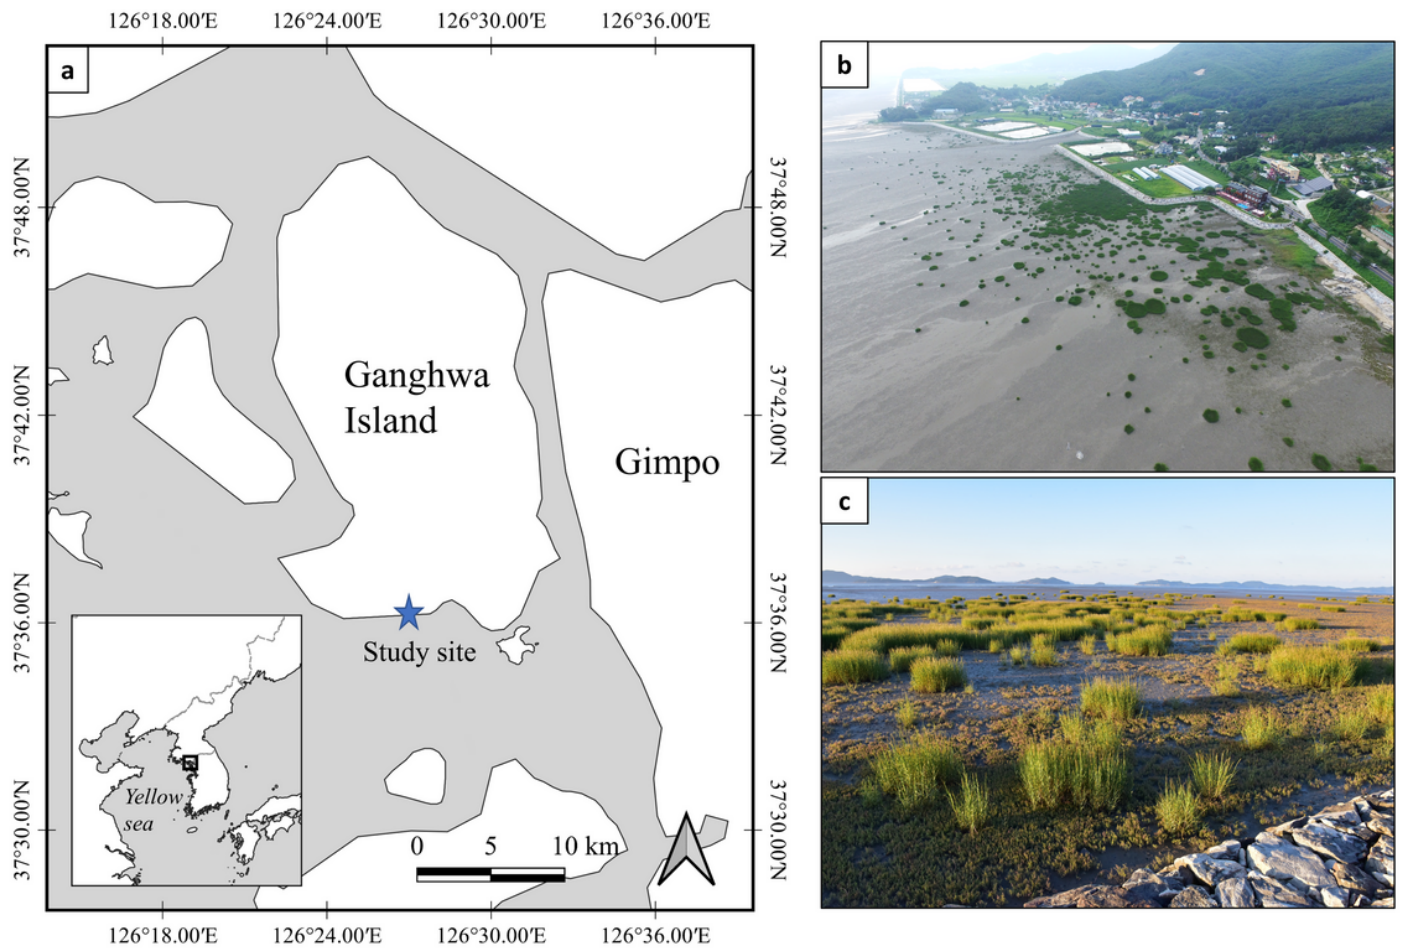 126°18.00′E 126°24.00′E 126°30.00′E 126°36.00′E
a
37°48.00′N
37°48.00′N
Ganghwa
Island
37°42.00′N
37°42.00′N
Gimpo
37°36.00′N
37°36.00′N
Study site
Yellow
sea
37°30.00′N
37°30.00′N
0 5 10 km
126°18.00′E 126°24.00′E 126°30.00′E 126°36.00′E
b
c